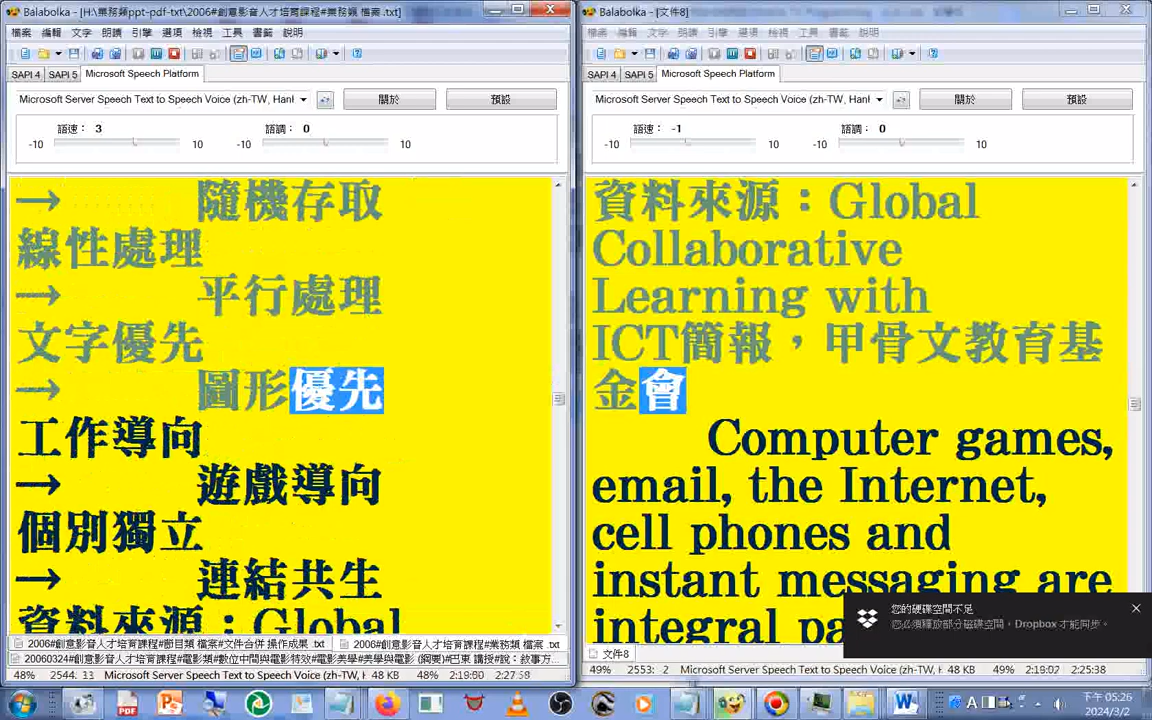 Balabolka - [H:\業務類ppt-pdf-txt\2006#創意影音人才培育課程#業務類 檔案 .txt]
檔案 編輯 文字 朗讀 引擎 選項 檢視 工具 書籤 說明
SAPI 4 SAPI 5 Microsoft Speech Platform
Microsoft Server Speech Text to Speech Voice (zh-TW, Hanl
關於 預設
語速： 3 語調： 0
-10 10 -10 10
→ 隨機存取
線性處理
→ 平行處理
文字優先
→ 圖形優先
工作導向
→ 遊戲導向
個別獨立
→ 連結共生
資料來源：Global
2006#創意影音人才培育課程#節目類 檔案#文件合併 操作成果 .txt 2006#創意影音人才培育課程#業務類 檔案 .txt
20060324#創意影音人才培育課程#電影類#數位中間與電影特效#電影美學#美學與電影 (綱要)#巴東 講授#說：敘事方...
48% 2544: 11 Microsoft Server Speech Text to Speech Voice (zh-TW, H 48 KB 2:19:60 2:27:58
Balabolka - [文件8]
檔案 編輯 文字 朗讀 引擎 選項 檢視 工具 書籤 說明
SAPI 4 SAPI 5 Microsoft Speech Platform
Microsoft Server Speech Text to Speech Voice (zh-TW, Hanl
關於 預設
語速： -1 語調： 0
-10 10 -10 10
資料來源：Global
Collaborative
Learning with
ICT簡報，甲骨文教育基
金會
Computer games,
email, the Internet,
cell phones and
instant messaging are
integral pa
您的硬碟空間不足
您必須釋放部分磁碟空間，Dropbox 才能同步。
文件8
49% 2553: 2 Microsoft Server Speech Text to Speech Voice (zh-TW, H 48 KB 2:19:02 2:25:38
下午 05:26
2024/3/2